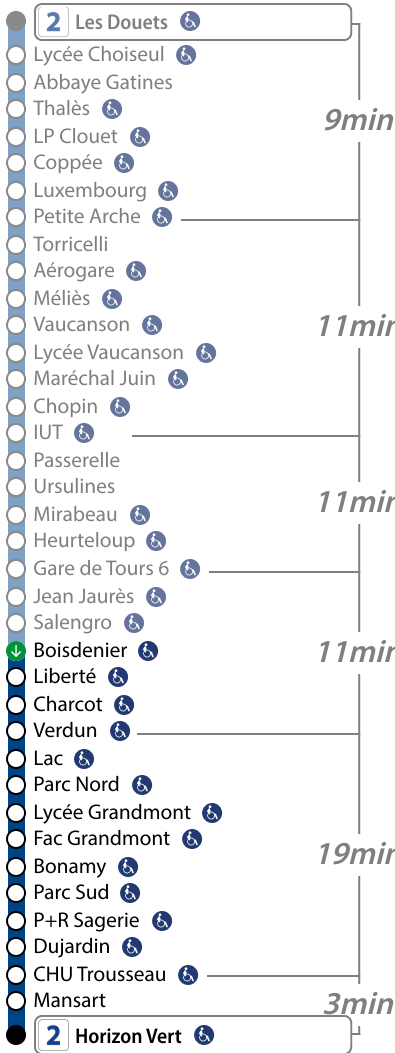 2 Les Douets
Lycée Choiseul
Abbaye Gatines
9min
Thalès
LP Clouet
Coppée
Luxembourg
Petite Arche
Torricelli
Aérogare
Méliès
Vaucanson
11min
Lycée Vaucanson
Maréchal Juin
Chopin
IUT
Passerelle
Ursulines
11min
Mirabeau
Heurteloup
Gare de Tours 6
Jean Jaurès
Salengro
Boisdenier
11min
Liberté
Charcot
Verdun
Lac
Parc Nord
Lycée Grandmont
Fac Grandmont
19min
Bonamy
Parc Sud
P+R Sagerie
Dujardin
CHU Trousseau
Mansart
3min
2 Horizon Vert